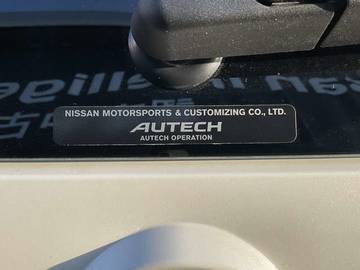 NISSAN MOTORSPORTS & CUSTOMIZING CO., LTD.
AUTECH
AUTECH OPERATION